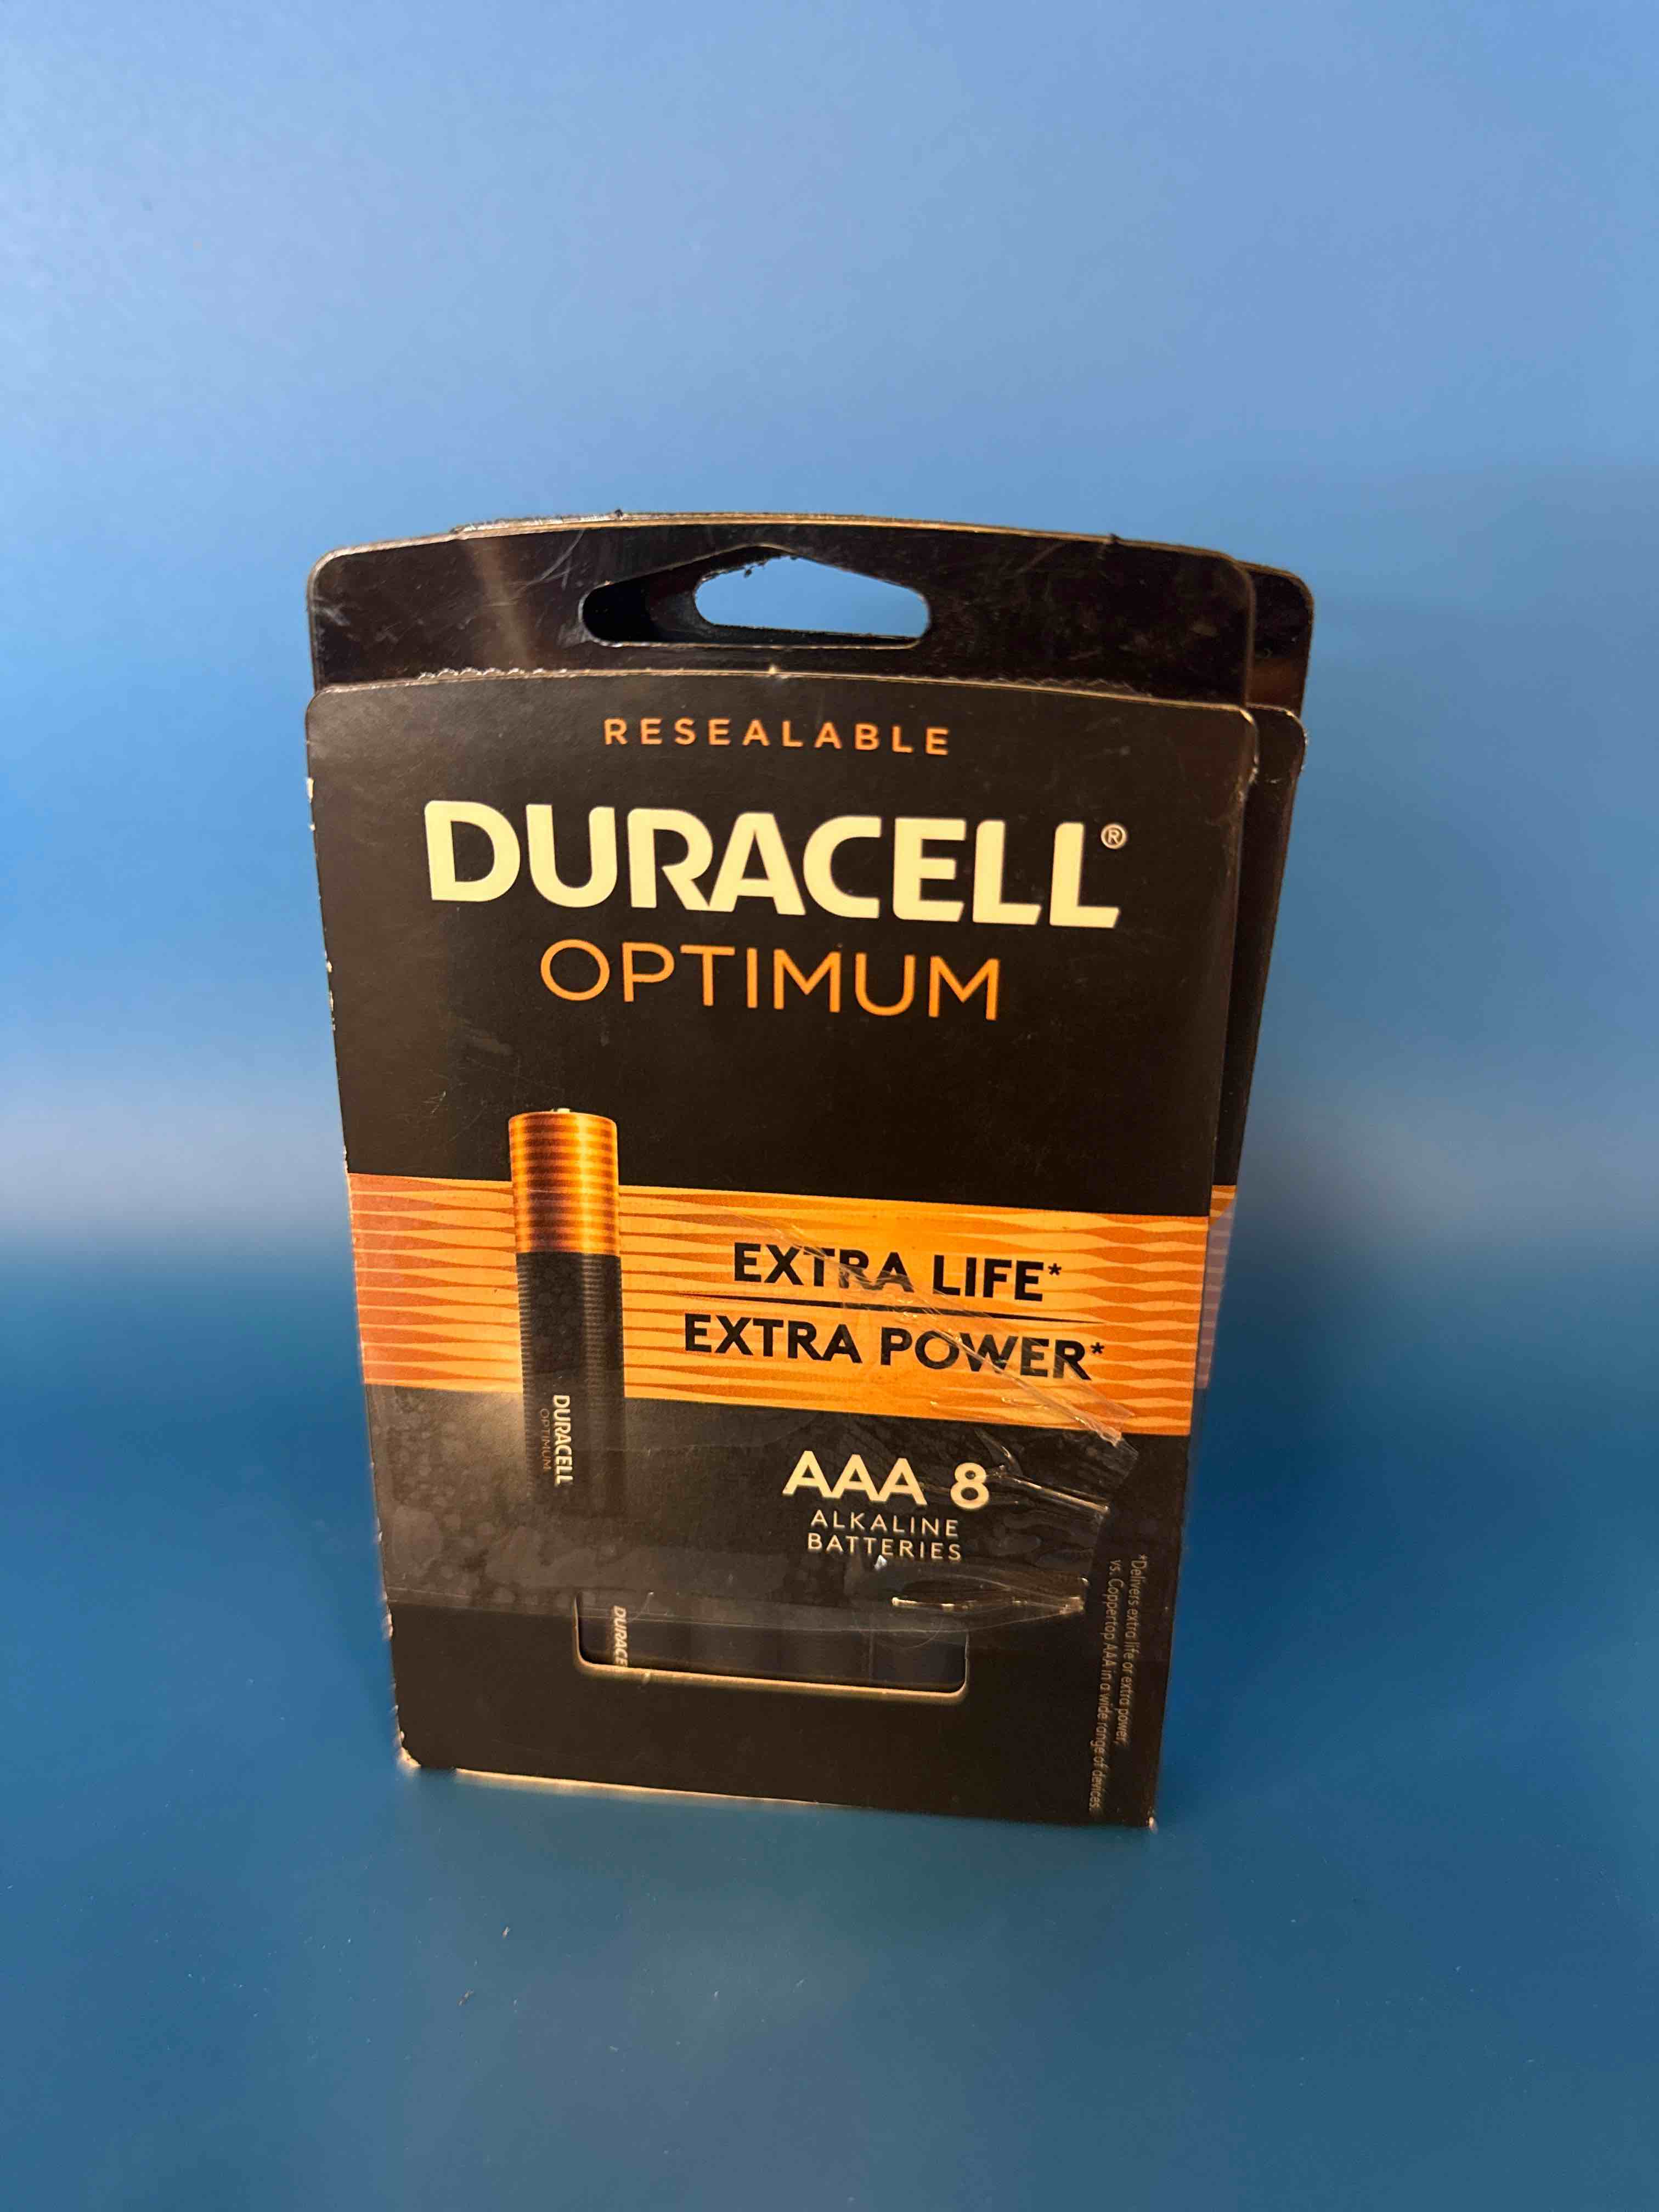 RESEALABLE
DURACELL®
OPTIMUM
EXTRA LIFE*
EXTRA POWER*
DURACELL
OPTIMUM
AAA 8
ALKALINE
BATTERIES
DURACE
*Delivers extra life or extra power
vs. Coppertop AAA in a wide range of devices.